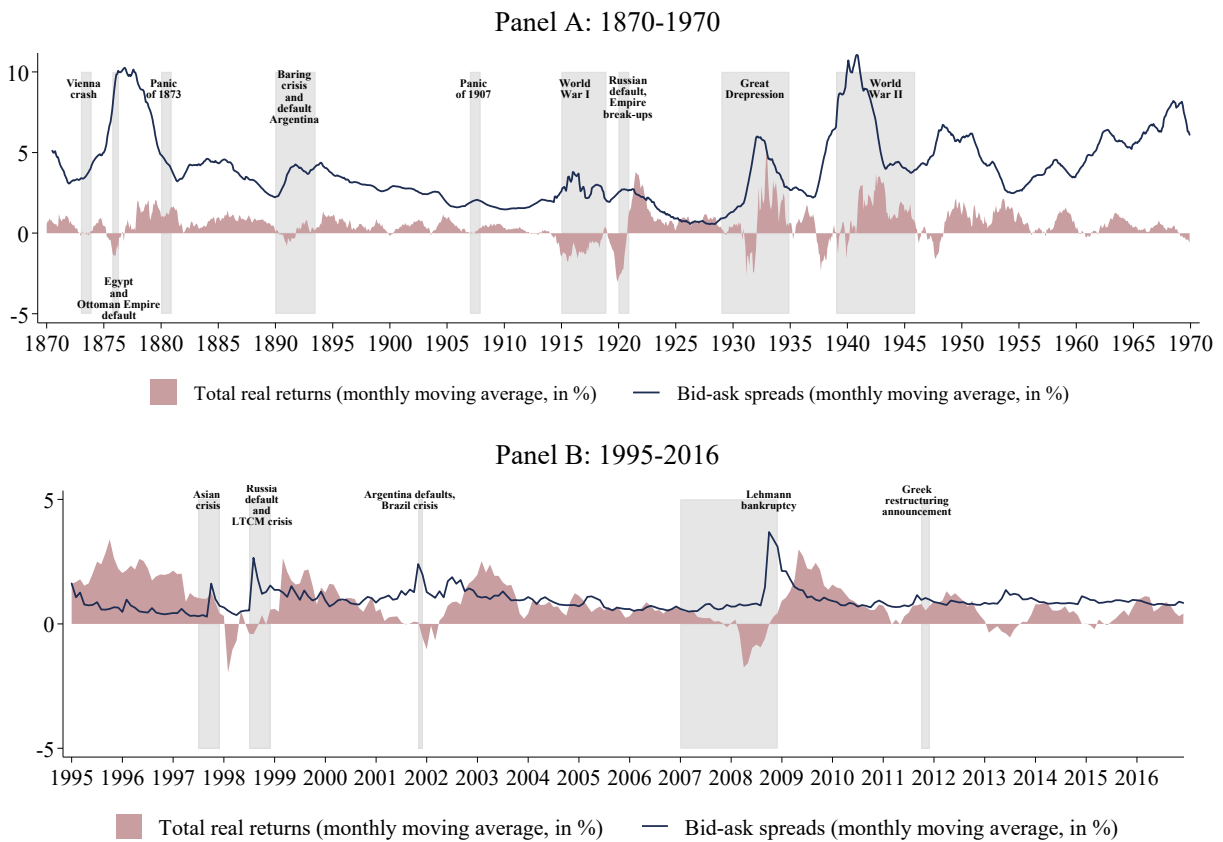 Panel A: 1870-1970
10
5
0
-5
Vienna
crash
Egypt
and
Ottoman Empire
default
Panic
of 1873
Baring
crisis
and
default
Argentina
Panic
of 1907
World
War I
Russian
default,
Empire
break-ups
Great
Drepression
World
War II
1870 1875 1880 1885 1890 1895 1900 1905 1910 1915 1920 1925 1930 1935 1940 1945 1950 1955 1960 1965 1970
Total real returns (monthly moving average, in %) Bid-ask spreads (monthly moving average, in %)
Panel B: 1995-2016
5
0
-5
Asian
crisis
Russia
default
and
LTCM crisis
Argentina defaults,
Brazil crisis
Lehmann
bankruptcy
Greek
restructuring
announcement
1995 1996 1997 1998 1999 2000 2001 2002 2003 2004 2005 2006 2007 2008 2009 2010 2011 2012 2013 2014 2015 2016
Total real returns (monthly moving average, in %) Bid-ask spreads (monthly moving average, in %)